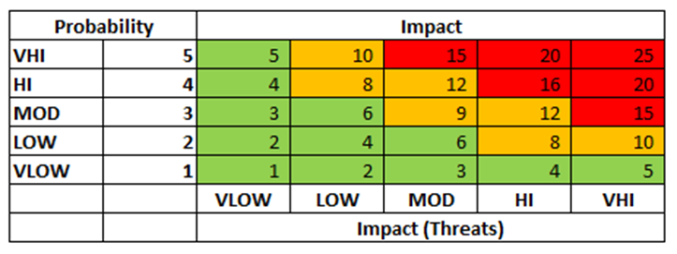 Probability Impact
VHI 5 5 10 15 20 25
HI 4 4 8 12 16 20
MOD 3 3 6 9 12 15
LOW 2 2 4 6 8 10
VLOW 1 1 2 3 4 5
VLOW LOW MOD HI VHI
Impact (Threats)